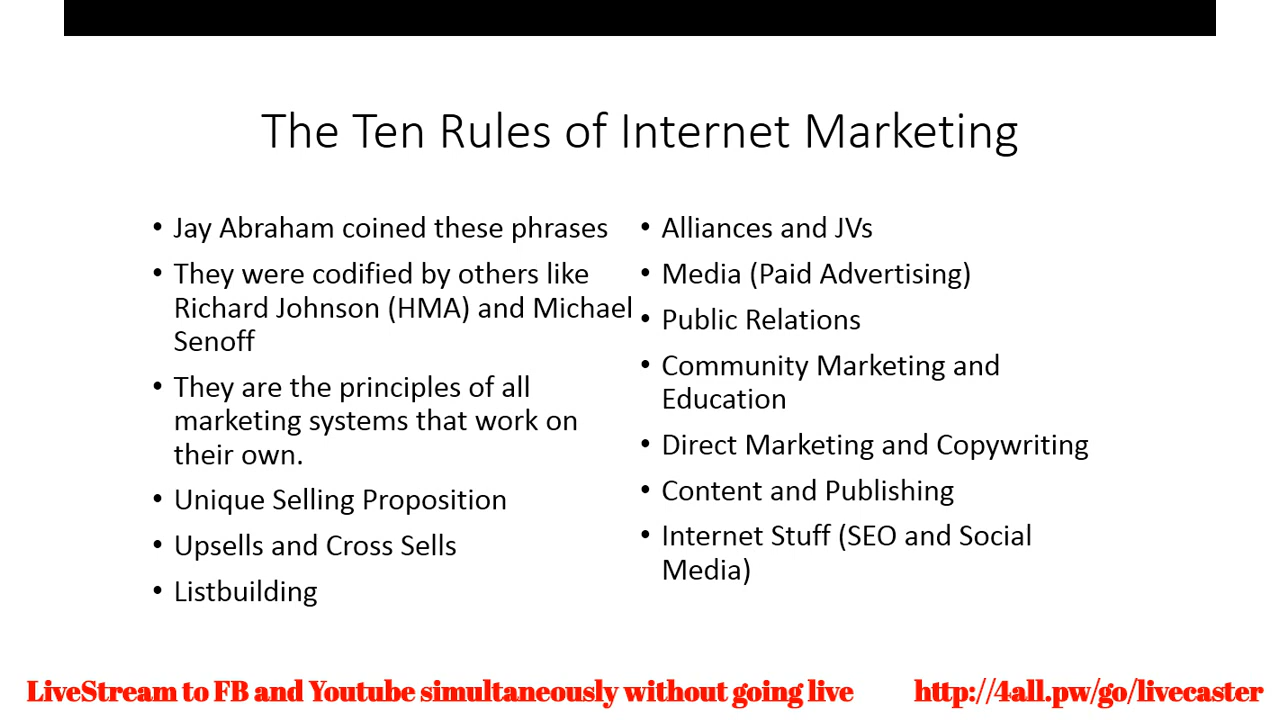 The Ten Rules of Internet Marketing
• Jay Abraham coined these phrases
• They were codified by others like
Richard Johnson (HMA) and Michael
Senoff
• They are the principles of all
marketing systems that work on
their own.
• Unique Selling Proposition
• Upsells and Cross Sells
• Listbuilding
• Alliances and JVs
• Media (Paid Advertising)
• Public Relations
• Community Marketing and
Education
• Direct Marketing and Copywriting
• Content and Publishing
• Internet Stuff (SEO and Social
Media)
LiveStream to FB and Youtube simultaneously without going live
http://4all.pw/go/livecaster